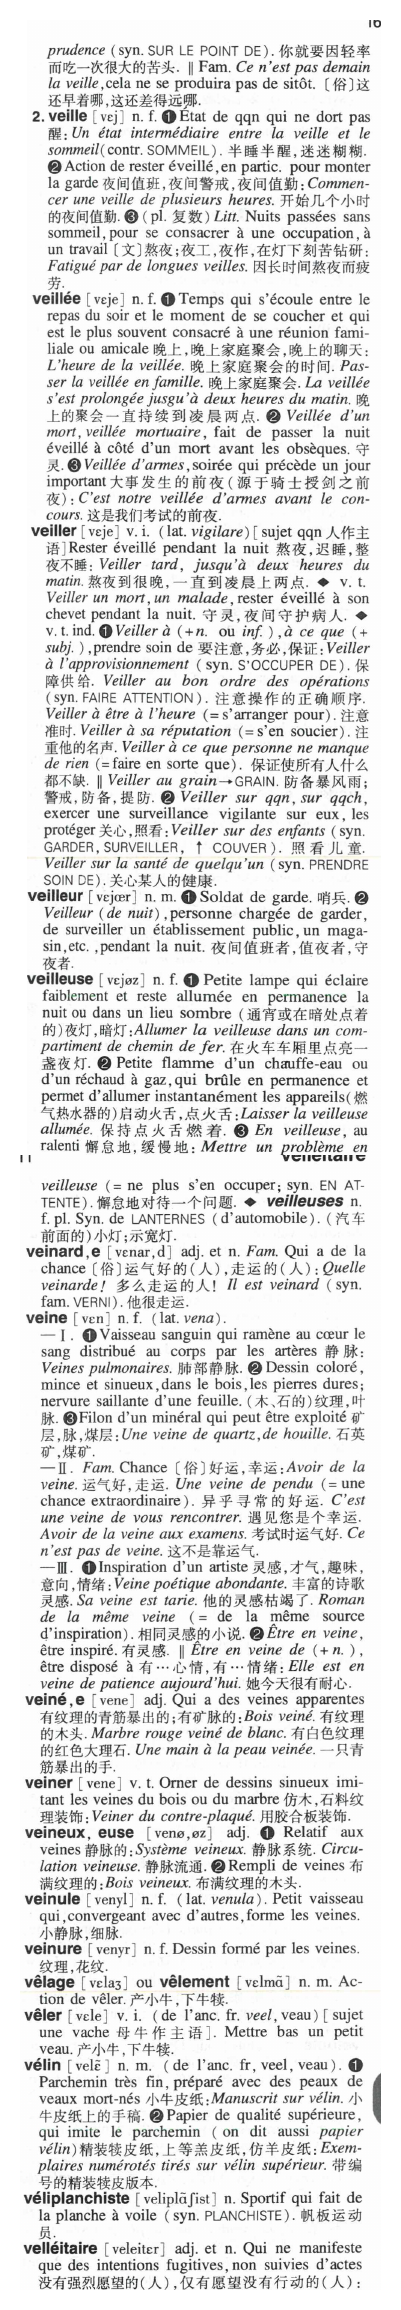 16
prudence (syn. SUR LE POINT DE). 你就要因轻率
而吃一次很大的苦头. ‖ Fam. Ce n'est pas demain
la veille, cela ne se produira pas de sitôt. 〔俗〕这
还早着哪,这还差得远哪.
2. veille [vɛj] n. f. ❶ État de qqn qui ne dort pas
醒: Un état intermédiaire entre la veille et le
sommeil (contr. SOMMEIL). 半睡半醒,迷迷糊糊.
❷ Action de rester éveillé, en partic. pour monter
la garde 夜间值班,夜间警戒,夜间值勤: Commen-
cer une veille de plusieurs heures. 开始几个小时
的夜间值勤. ❸ (pl. 复数) Litt. Nuits passées sans
sommeil, pour se consacrer à une occupation, à
un travail 〔文〕熬夜;夜工,夜作,在灯下刻苦钻研:
Fatigué par de longues veilles. 因长时间熬夜而疲
劳.
veillée [vɛje] n. f. ❶ Temps qui s'écoule entre le
repas du soir et le moment de se coucher et qui
est le plus souvent consacré à une réunion fami-
liale ou amicale 晚上,晚上家庭聚会,晚上的聊天:
L'heure de la veillée. 晚上家庭聚会的时间. Pas-
ser la veillée en famille. 晚上家庭聚会. La veillée
s'est prolongée jusqu'à deux heures du matin. 晚
上的聚会一直持续到凌晨两点. ❷ Veillée d'un
mort, veillée mortuaire, fait de passer la nuit
éveillé à côté d'un mort avant les obsèques. 守
灵. ❸ Veillée d'armes, soirée qui précède un jour
important 大事发生的前夜 (源于骑士授剑之前
夜): C'est notre veillée d'armes avant le con-
cours. 这是我们考试的前夜.
veiller [vɛje] v. i. (lat. vigilare) [sujet qqn 人作主
语] Rester éveillé pendant la nuit 熬夜,迟睡,整
夜不睡: Veiller tard, jusqu'à deux heures du
matin. 熬夜到很晚,一直到凌晨上两点. ◆ v. t.
Veiller un mort, un malade, rester éveillé à son
chevet pendant la nuit. 守灵,夜间守护病人. ◆
v. t. ind. ❶ Veiller à (+n. ou inf.), à ce que (+
subj.), prendre soin de 要注意,务必,保证: Veiller
à l'approvisionnement (syn. S'OCCUPER DE). 保
障供给. Veiller au bon ordre des opérations
(syn. FAIRE ATTENTION). 注意操作的正确顺序.
Veiller à être à l'heure (= s'arranger pour). 注意
准时. Veiller à sa réputation (= s'en soucier). 注
重他的名声. Veiller à ce que personne ne manque
de rien (= faire en sorte que). 保证使所有人什么
都不缺. ‖ Veiller au grain→GRAIN. 防备暴风雨;
警戒,防备,提防. ❷ Veiller sur qqn, sur qqch,
exercer une surveillance vigilante sur eux, les
protéger 关心,照看: Veiller sur des enfants (syn.
GARDER, SURVEILLER, ↑ COUVER). 照看儿童.
Veiller sur la santé de quelqu'un (syn. PRENDRE
SOIN DE). 关心某人的健康.
veilleur [vɛjœr] n. m. ❶ Soldat de garde. 哨兵. ❷
Veilleur (de nuit), personne chargée de garder,
de surveiller un établissement public, un maga-
sin, etc., pendant la nuit. 夜间值班者,值夜者,守
夜者.
veilleuse [vɛjøz] n. f. ❶ Petite lampe qui éclaire
faiblement et reste allumée en permanence la
nuit ou dans un lieu sombre (通宵或在暗处点着
的)夜灯,暗灯: Allumer la veilleuse dans un com-
partiment de chemin de fer. 在火车车厢里点亮一
盏夜灯. ❷ Petite flamme d'un chauffe-eau ou
d'un réchaud à gaz, qui brûle en permanence et
permet d'allumer instantanément les appareils (燃
气热水器的)启动火舌,点火舌: Laisser la veilleuse
allumée. 保持点火舌燃着. ❸ En veilleuse, au
ralenti 懈怠地,缓慢地: Mettre un problème en
velléitaire
veilleuse (= ne plus s'en occuper; syn. EN AT-
TENTE). 懈怠地对待一个问题. ◆ veilleuses n.
f. pl. Syn. de LANTERNES (d'automobile). (汽车
前面的)小灯;示宽灯.
veinard, e [vɛnar, d] adj. et n. Fam. Qui a de la
chance 〔俗〕运气好的(人),走运的(人): Quelle
veinarde! 多么走运的人! Il est veinard (syn.
fam. VERNI). 他很走运.
veine [vɛn] n. f. (lat. vena).
—Ⅰ. ❶ Vaisseau sanguin qui ramène au cœur le
sang distribué au corps par les artères 静脉:
Veines pulmonaires. 肺部静脉. ❷ Dessin coloré,
mince et sinueux, dans le bois, les pierres dures;
nervure saillante d'une feuille. (木、石的)纹理,叶
脉. ❸ Filon d'un minéral qui peut être exploité 矿
层,脉,煤层: Une veine de quartz, de houille. 石英
矿,煤矿.
—Ⅱ. Fam. Chance 〔俗〕好运,幸运: Avoir de la
veine. 运气好,走运. Une veine de pendu (= une
chance extraordinaire). 异乎寻常的好运. C'est
une veine de vous rencontrer. 遇见您是个幸运.
Avoir de la veine aux examens. 考试时运气好. Ce
n'est pas de veine. 这不是靠运气.
—Ⅲ. ❶ Inspiration d'un artiste 灵感,才气,趣味,
意向,情绪: Veine poétique abondante. 丰富的诗歌
灵感. Sa veine est tarie. 他的灵感枯竭了. Roman
de la même veine (= de la même source
d'inspiration). 相同灵感的小说. ❷ Être en veine,
être inspiré. 有灵感. ‖ Être en veine de (+ n.),
être disposé à 有…心情,有…情绪: Elle est en
veine de patience aujourd'hui. 她今天很有耐心.
veiné, e [vene] adj. Qui a des veines apparentes
有纹理的青筋暴出的;有矿脉的: Bois veiné. 有纹理
的木头. Marbre rouge veiné de blanc. 有白色纹理
的红色大理石. Une main à la peau veinée. 一只青
筋暴出的手.
veiner [vene] v. t. Orner de dessins sinueux imi-
tant les veines du bois ou du marbre 仿木,石料纹
理装饰: Veiner du contre-plaqué. 用胶合板装饰.
veineux, euse [venø, øz] adj. ❶ Relatif aux
veines 静脉的: Système veineux. 静脉系统. Circu-
lation veineuse. 静脉流通. ❷ Rempli de veines 布
满纹理的: Bois veineux. 布满纹理的木头.
veinule [venyl] n. f. (lat. venula). Petit vaisseau
qui, convergeant avec d'autres, forme les veines.
小静脉,细脉.
veinure [venyr] n. f. Dessin formé par les veines.
纹理,花纹.
vêlage [vɛlaʒ] ou vêlement [vɛlmɑ̃] n. m. Ac-
tion de vêler. 产小牛,下牛犊.
vêler [vɛle] v. i. (de l'anc. fr. veel, veau) [sujet
une vache 母牛作主语]. Mettre bas un petit
veau. 产小牛,下牛犊.
vélin [velɛ̃] n. m. (de l'anc. fr, veel, veau). ❶
Parchemin très fin, préparé avec des peaux de
veaux mort-nés 小牛皮纸: Manuscrit sur vélin. 小
牛皮纸上的手稿. ❷ Papier de qualité supérieure,
qui imite le parchemin (on dit aussi papier
vélin) 精装犊皮纸,上等羔皮纸,仿羊皮纸: Exem-
plaires numérotés tirés sur vélin supérieur. 带编
号的精装犊皮版本.
véliplanchiste [veliplɑ̃ʃist] n. Sportif qui fait de
la planche à voile (syn. PLANCHISTE). 帆板运动
员.
velléitaire [veleitɛr] adj. et n. Qui ne manifeste
que des intentions fugitives, non suivies d'actes
没有强烈愿望的(人),仅有愿望没有行动的(人):